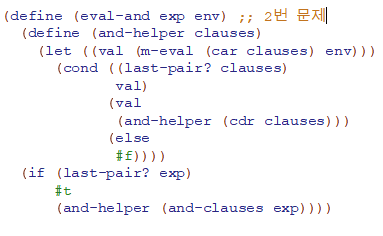 (define (eval-and exp env) ;; 2번 문제
  (define (and-helper clauses)
    (let ((val (m-eval (car clauses) env)))
      (cond ((last-pair? clauses)
             val)
            (val
             (and-helper (cdr clauses)))
            (else
             #f))))
  (if (last-pair? exp)
      #t
      (and-helper (and-clauses exp))))